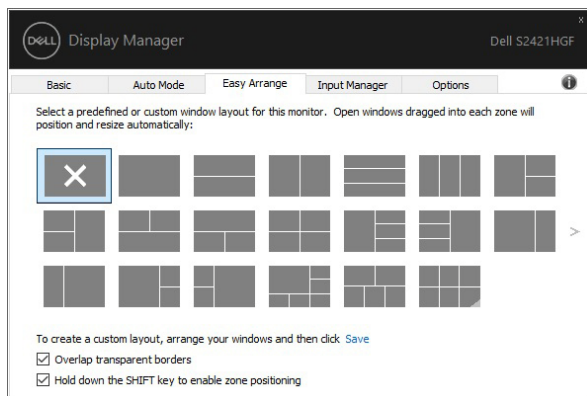 x
DELL Display Manager Dell S2421HGF
Basic Auto Mode Easy Arrange Input Manager Options i
Select a predefined or custom window layout for this monitor. Open windows dragged into each zone will
position and resize automatically:
>
To create a custom layout, arrange your windows and then click Save
Overlap transparent borders
Hold down the SHIFT key to enable zone positioning